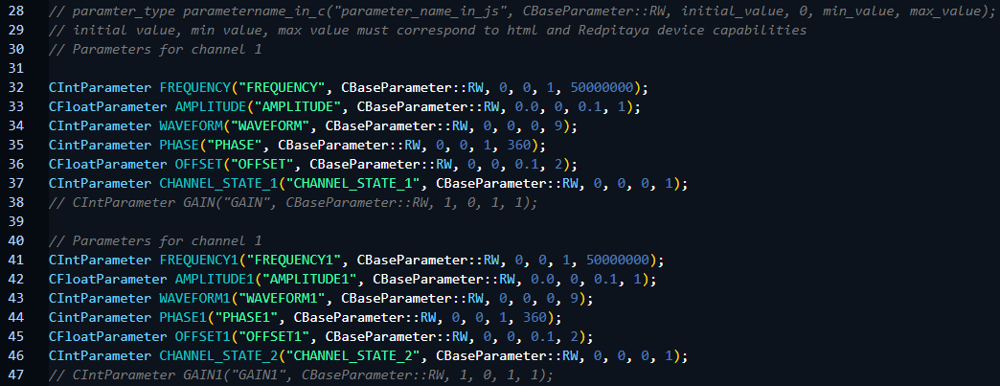 28 // paramter_type parametername_in_c("parameter_name_in_js", CBaseParameter::RW, initial_value, 0, min_value, max_value);
29 // initial value, min value, max value must correspond to html and Redpitaya device capabilities
30 // Parameters for channel 1
31
32 CIntParameter FREQUENCY("FREQUENCY", CBaseParameter::RW, 0, 0, 1, 50000000);
33 CFloatParameter AMPLITUDE("AMPLITUDE", CBaseParameter::RW, 0.0, 0, 0.1, 1);
34 CIntParameter WAVEFORM("WAVEFORM", CBaseParameter::RW, 0, 0, 0, 9);
35 CIntParameter PHASE("PHASE", CBaseParameter::RW, 0, 0, 1, 360);
36 CFloatParameter OFFSET("OFFSET", CBaseParameter::RW, 0, 0, 0.1, 2);
37 CIntParameter CHANNEL_STATE_1("CHANNEL_STATE_1", CBaseParameter::RW, 0, 0, 0, 1);
38 // CIntParameter GAIN("GAIN", CBaseParameter::RW, 1, 0, 1, 1);
39
40 // Parameters for channel 1
41 CIntParameter FREQUENCY1("FREQUENCY1", CBaseParameter::RW, 0, 0, 1, 50000000);
42 CFloatParameter AMPLITUDE1("AMPLITUDE1", CBaseParameter::RW, 0.0, 0, 0.1, 1);
43 CIntParameter WAVEFORM1("WAVEFORM1", CBaseParameter::RW, 0, 0, 0, 9);
44 CIntParameter PHASE1("PHASE1", CBaseParameter::RW, 0, 0, 1, 360);
45 CFloatParameter OFFSET1("OFFSET1", CBaseParameter::RW, 0, 0, 0.1, 2);
46 CIntParameter CHANNEL_STATE_2("CHANNEL_STATE_2", CBaseParameter::RW, 0, 0, 0, 1);
47 // CIntParameter GAIN1("GAIN1", CBaseParameter::RW, 1, 0, 1, 1);